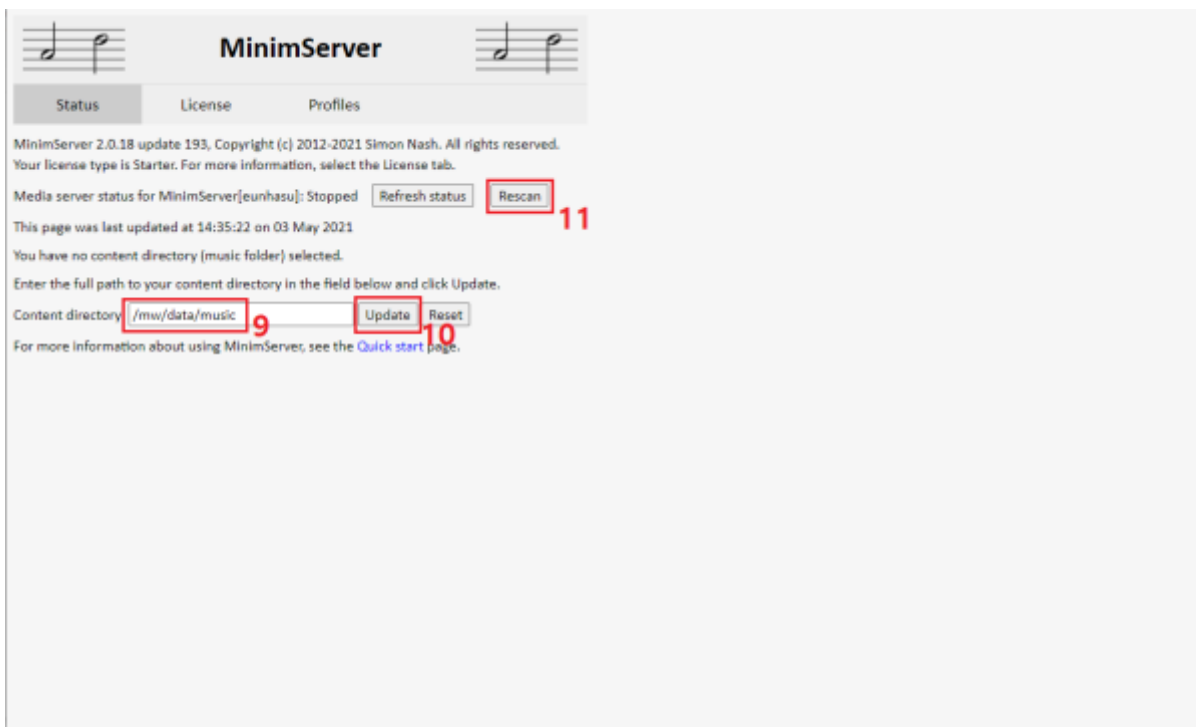 MinimServer
Status License Profiles
MinimServer 2.0.18 update 193, Copyright (c) 2012-2021 Simon Nash. All rights reserved.
Your license type is Starter. For more information, select the License tab.
Media server status for MinimServer[eunhasu]: Stopped Refresh status Rescan
11
This page was last updated at 14:35:22 on 03 May 2021
You have no content directory (music folder) selected.
Enter the full path to your content directory in the field below and click Update.
Content directory /mw/data/music 9 Update Reset
10
For more information about using MinimServer, see the Quick start page.